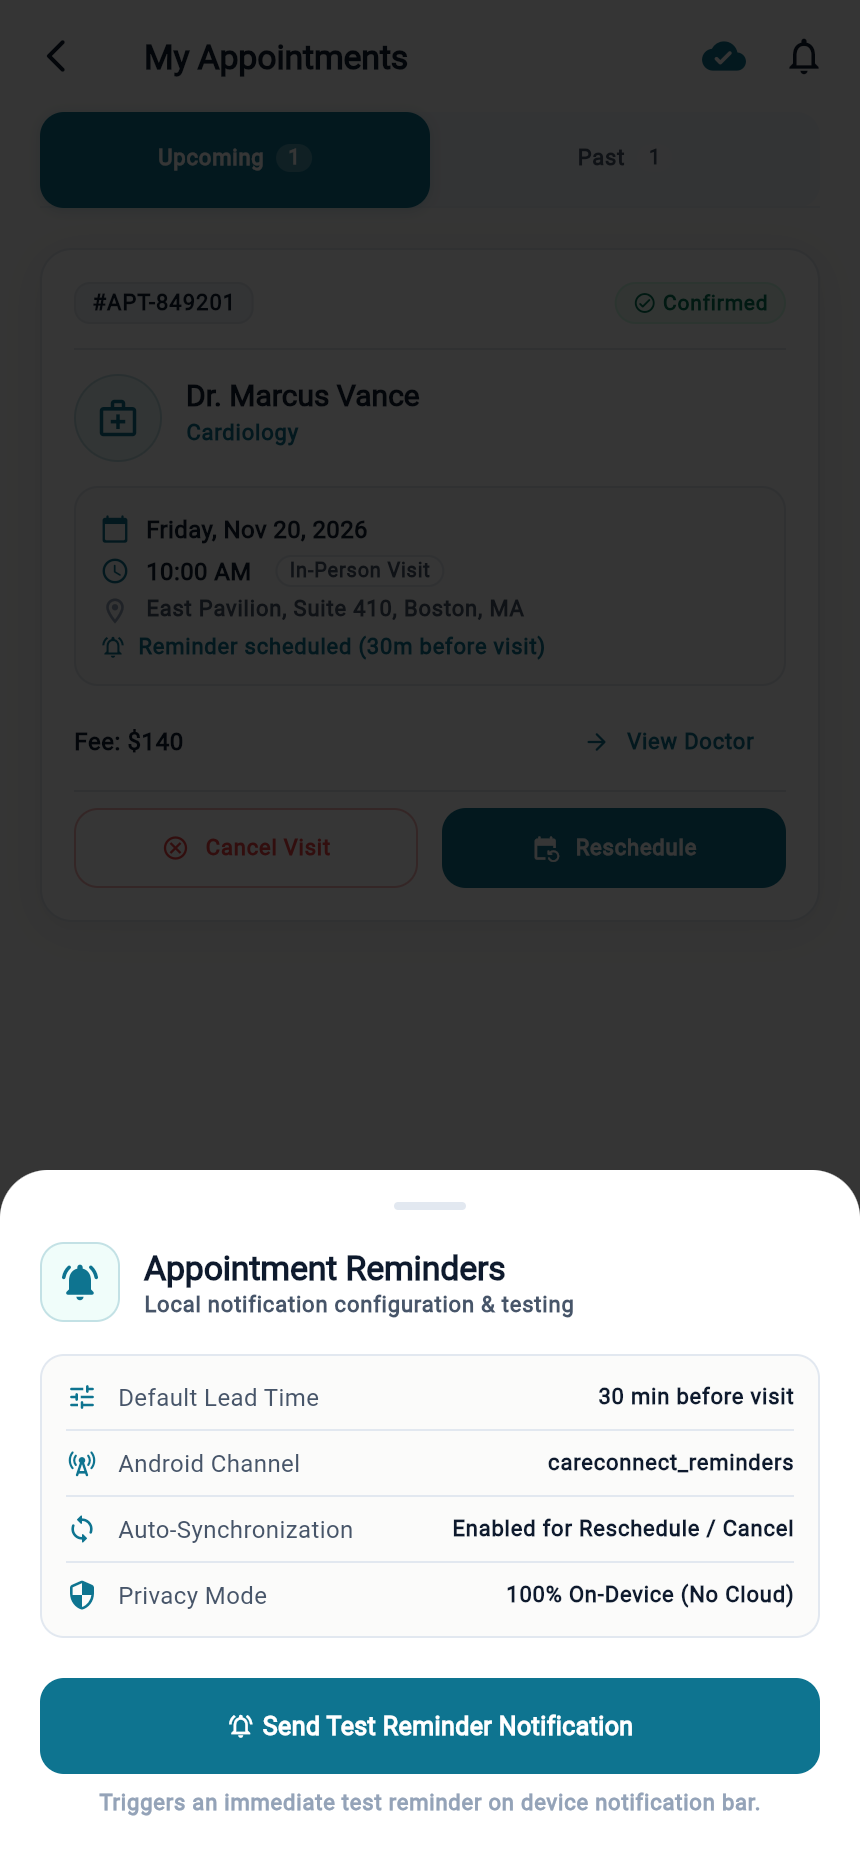 My Appointments
Upcoming 1
Past 1
#APT-849201
Confirmed
Dr. Marcus Vance
Cardiology
Friday, Nov 20, 2026
10:00 AM In-Person Visit
East Pavilion, Suite 410, Boston, MA
Reminder scheduled (30m before visit)
Fee: $140
View Doctor
Cancel Visit
Reschedule
Appointment Reminders
Local notification configuration & testing
Default Lead Time 30 min before visit
Android Channel careconnect_reminders
Auto-Synchronization Enabled for Reschedule / Cancel
Privacy Mode 100% On-Device (No Cloud)
Send Test Reminder Notification
Triggers an immediate test reminder on device notification bar.